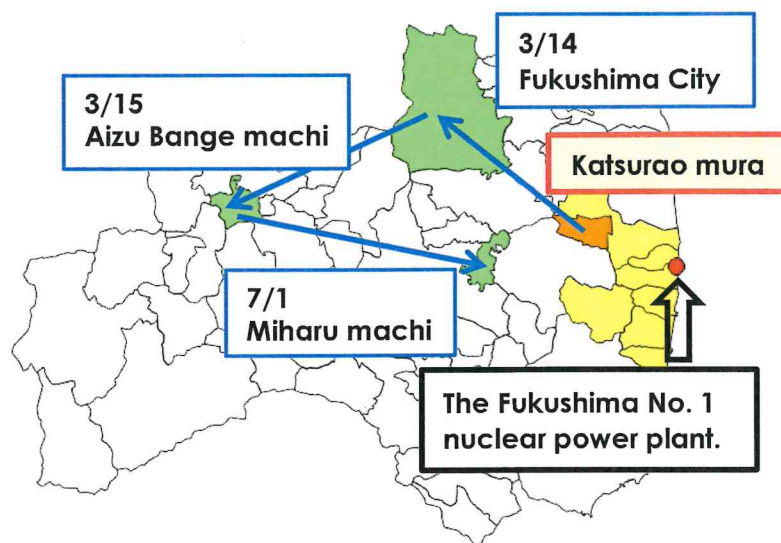 3/14
Fukushima City
3/15
Aizu Bange machi
Katsurao mura
7/1
Miharu machi
The Fukushima No. 1
nuclear power plant.